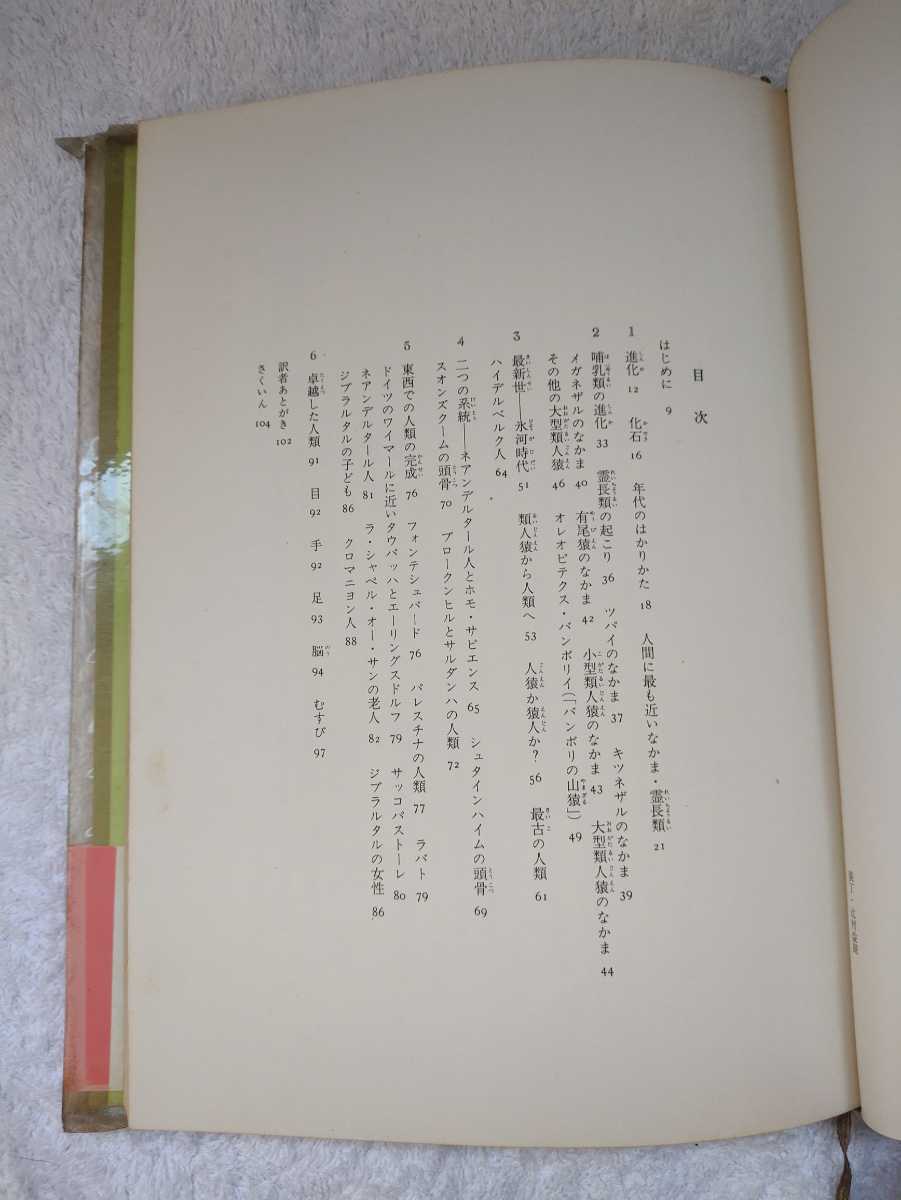 目次
はじめに 9
1 進化 12 化石 16 年代のはかりかた 18 人間に最も近いなかま・霊長類 21
2 哺乳類の進化 33 霊長類の起こり 36 ツパイのなかま 37 キツネザルのなかま 39
メガネザルのなかま 40 有尾猿のなかま 42 小型類人猿のなかま 43 大型類人猿のなかま 44
その他の大型類人猿 46 オレオピテクス・バンボリイ(「バンボリの山猿」) 49
3 最新世——氷河時代 51 類人猿から人類へ 53 人猿か猿人か? 56 最古の人類 61
ハイデルベルク人 64
4 二つの系統——ネアンデルタール人とホモ・サピエンス 65 シュタインハイムの頭骨 69
スオンズクームの頭骨 70 ブロークンヒルとサルダンハの人類 72
5 東西での人類の完成 76 フォンテシュバード 76 パレスチナの人類 77 ラバト 79
ドイツのワイマールに近いタウバッハとエーリングスドルフ 79 サッコパストーレ 80
ネアンデルタール人 81 ラ・シャペル・オー・サンの老人 82 ジブラルタルの女性 86
ジブラルタルの子ども 86 クロマニヨン人 88
6 卓越した人類 91 目 92 手 92 足 93 脳 94 むすび 97
訳者あとがき 102
さくいん 104